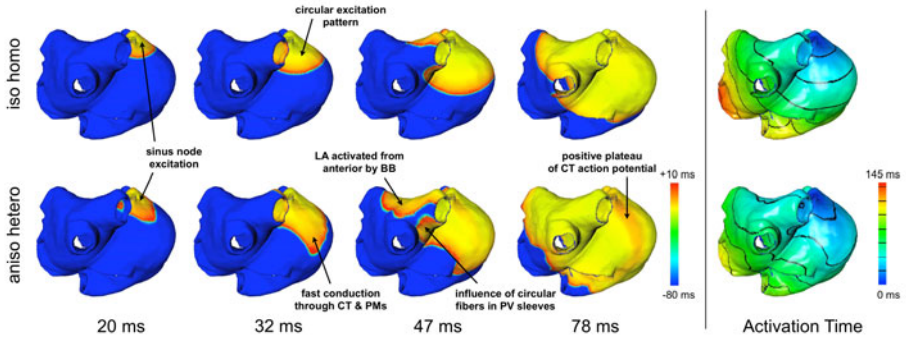 circular excitation
pattern
iso homo
sinus node
excitation
LA activated from
anterior by BB
positive plateau
of CT action potential
+10 ms
-80 ms
145 ms
0 ms
aniso hetero
fast conduction
through CT & PMs
influence of circular
fibers in PV sleeves
20 ms
32 ms
47 ms
78 ms
Activation Time